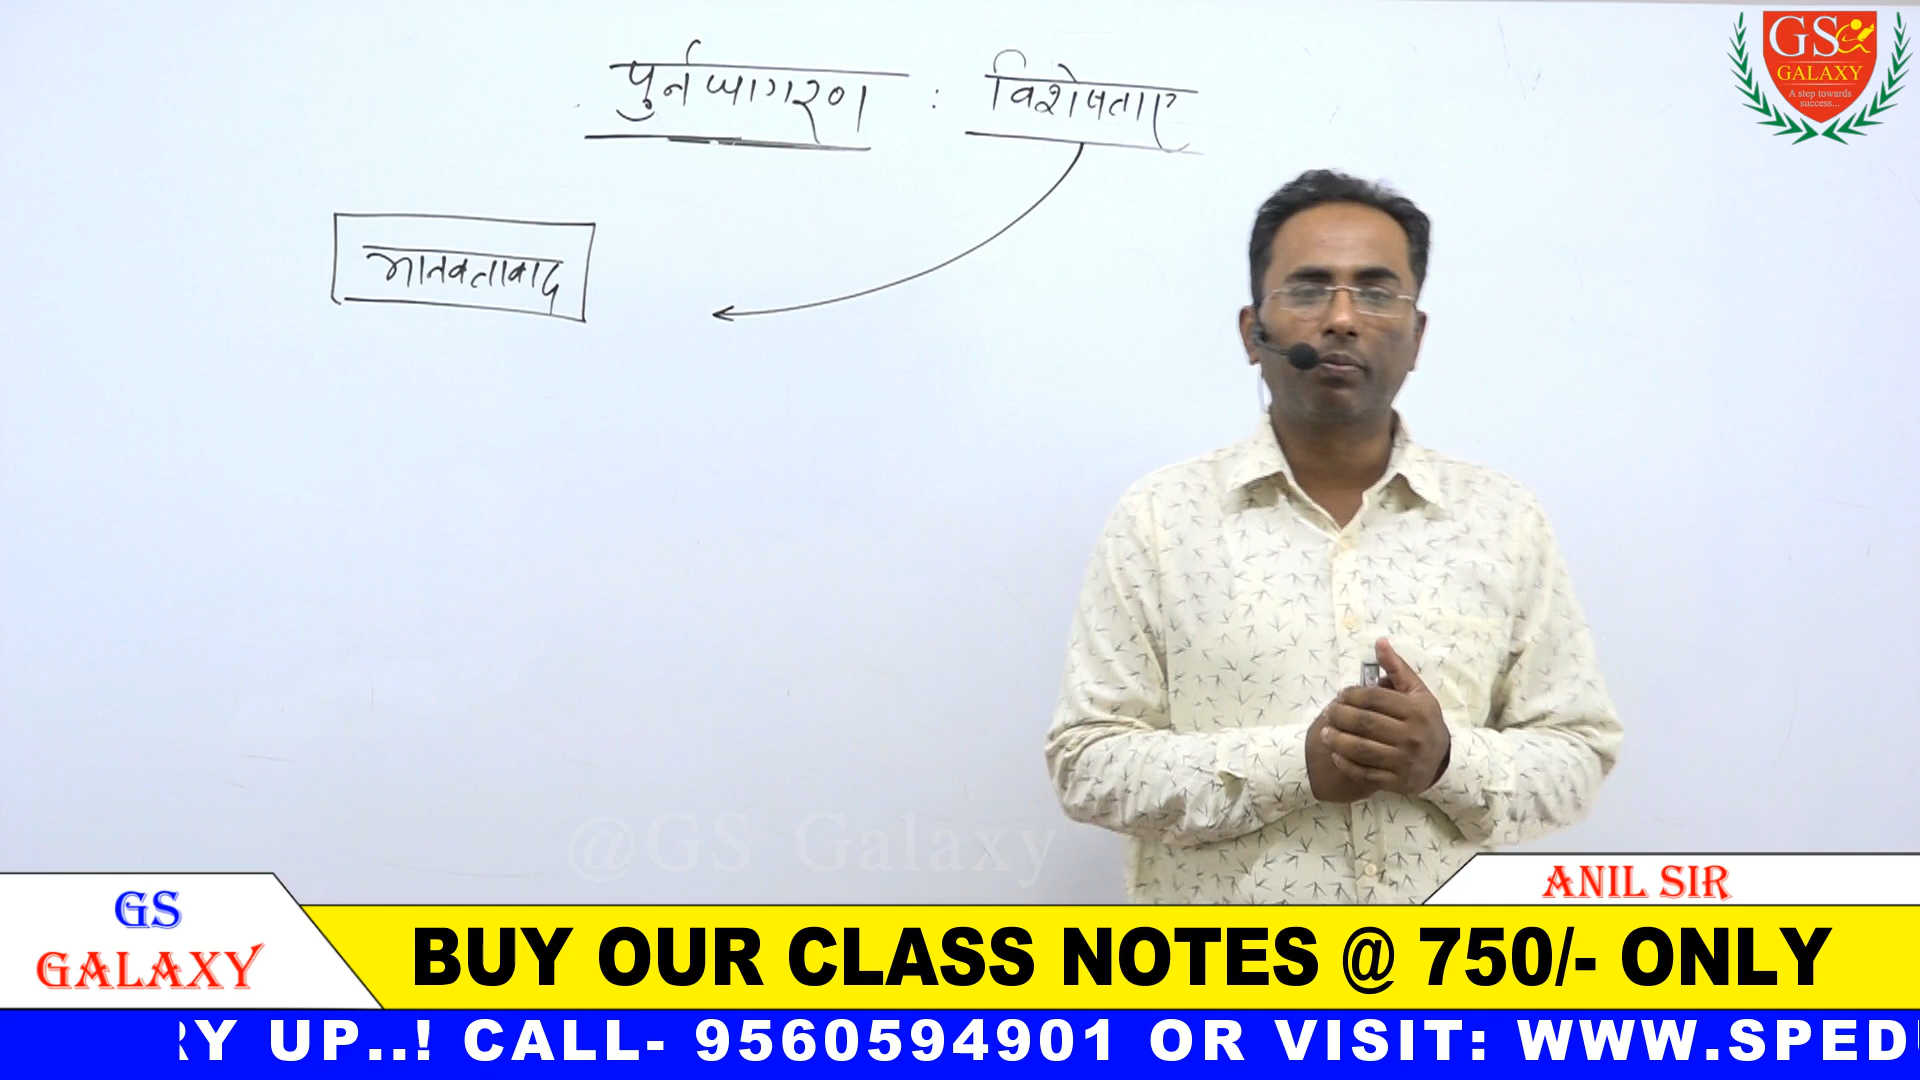 पुर्नजागरण : विशेषताए
मानवतावाद
GS
GALAXY
A step towards
success...
@GS Galaxy
ANIL SIR
GS
GALAXY
BUY OUR CLASS NOTES @ 750/- ONLY
RY UP..! CALL- 9560594901 OR VISIT: WWW.SPED